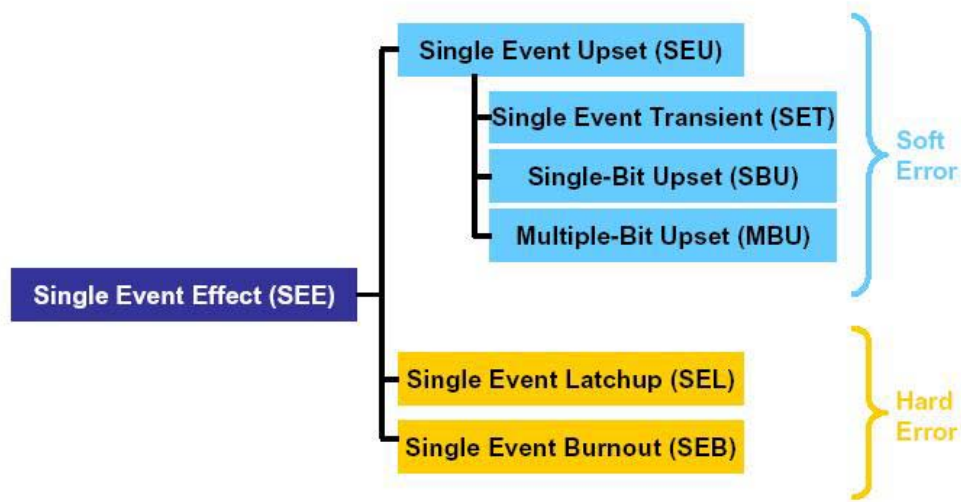 Single Event Upset (SEU)
Single Event Transient (SET)
Single-Bit Upset (SBU)
Multiple-Bit Upset (MBU)
Soft
Error
Single Event Effect (SEE)
Single Event Latchup (SEL)
Single Event Burnout (SEB)
Hard
Error